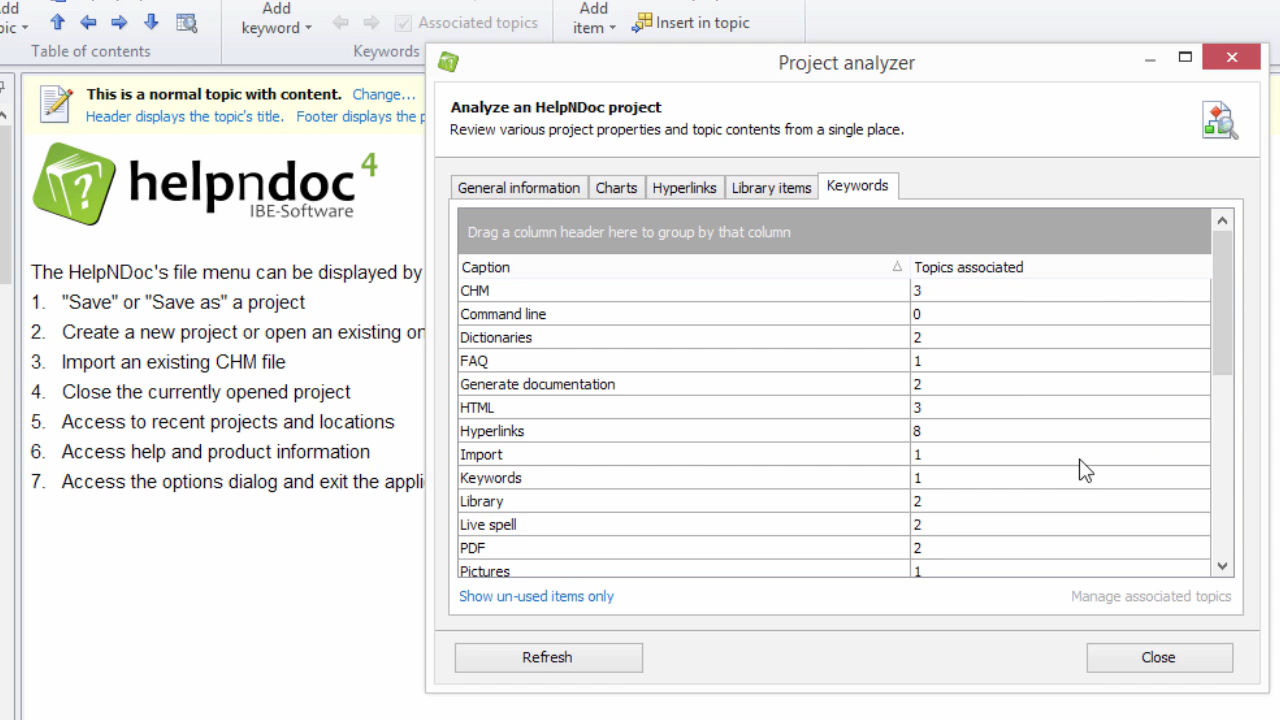 Add
keyword
Associated topics
Add
item
Insert in topic
Table of contents
Keywords
This is a normal topic with content. Change...
Header displays the topic's title. Footer displays the
helpndoc 4
IBE-Software
The HelpNDoc's file menu can be displayed by
1. "Save" or "Save as" a project
2. Create a new project or open an existing
3. Import an existing CHM file
4. Close the currently opened project
5. Access to recent projects and locations
6. Access help and product information
7. Access the options dialog and exit the
Project analyzer
Analyze an HelpNDoc project
Review various project properties and topic contents from a single place.
General information Charts Hyperlinks Library items Keywords
Drag a column header here to group by that column
Caption Topics associated
CHM 3
Command line 0
Dictionaries 2
FAQ 1
Generate documentation 2
HTML 3
Hyperlinks 8
Import 1
Keywords 1
Library 2
Live spell 2
PDF 2
Pictures 1
Show un-used items only Manage associated topics
Refresh Close